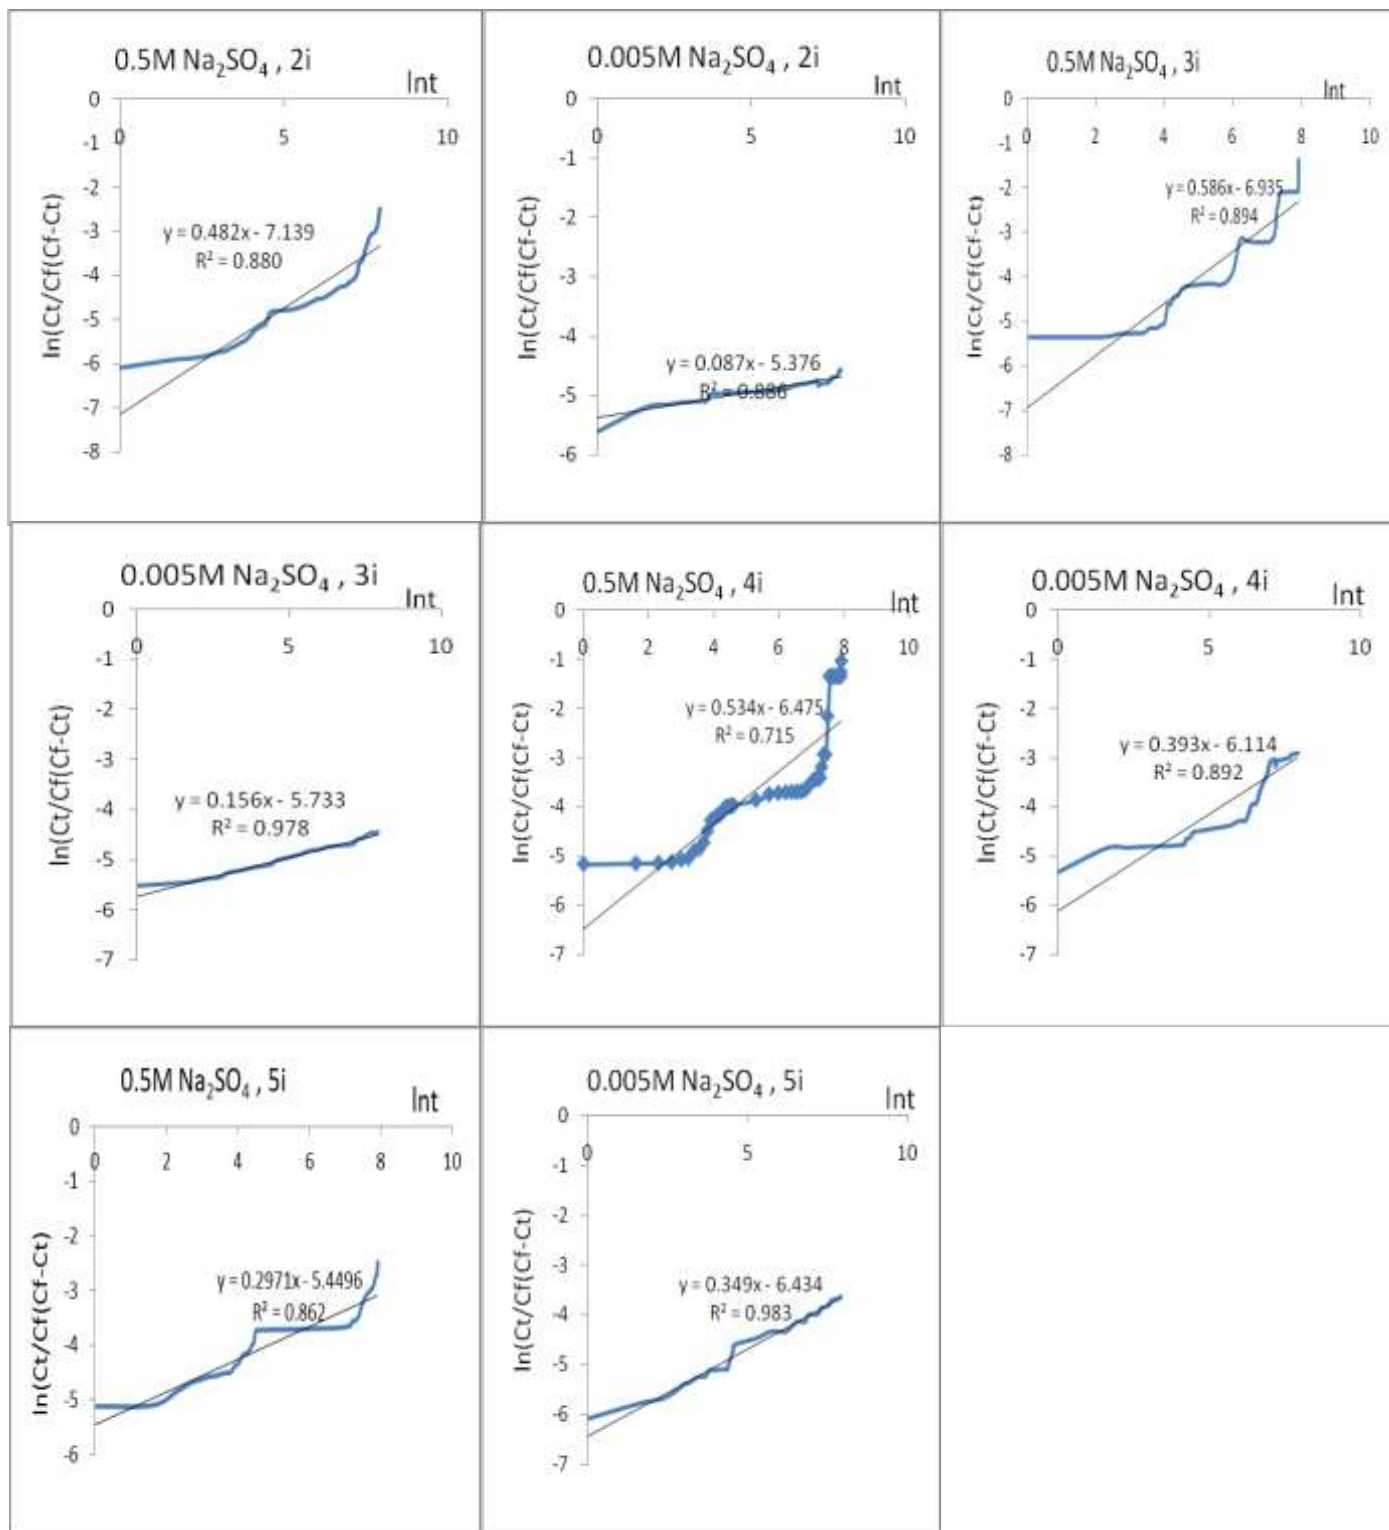 0.5M Na₂SO₄ , 2i
lnt
0
0
5
10
-1
-2
-3
-4
-5
-6
-7
-8
ln(Ct/Cf(Cf-Ct)
y = 0.482x - 7.139
R² = 0.880
0.005M Na₂SO₄ , 2i
lnt
0
0
5
10
-1
-2
-3
-4
-5
-6
ln(Ct/Cf(Cf-Ct)
y = 0.087x - 5.376
R² = 0.886
0.5M Na₂SO₄ , 3i
lnt
0
0
2
4
6
8
10
-1
-2
-3
-4
-5
-6
-7
-8
ln(Ct/Cf(Cf-Ct)
y = 0.586x - 6.935
R² = 0.894
0.005M Na₂SO₄ , 3i
lnt
0
0
5
10
-1
-2
-3
-4
-5
-6
-7
ln(Ct/Cf(Cf-Ct)
y = 0.156x - 5.733
R² = 0.978
0.5M Na₂SO₄ , 4i
lnt
0
0
2
4
6
8
10
-1
-2
-3
-4
-5
-6
-7
ln(Ct/Cf(Cf-Ct)
y = 0.534x - 6.475
R² = 0.715
0.005M Na₂SO₄ , 4i
lnt
0
0
5
10
-1
-2
-3
-4
-5
-6
-7
ln(Ct/Cf(Cf-Ct)
y = 0.393x - 6.114
R² = 0.892
0.5M Na₂SO₄ , 5i
lnt
0
0
2
4
6
8
10
-1
-2
-3
-4
-5
-6
ln(Ct/Cf(Cf-Ct)
y = 0.2971x - 5.4496
R² = 0.862
0.005M Na₂SO₄ , 5i
lnt
0
0
5
10
-1
-2
-3
-4
-5
-6
-7
ln(Ct/Cf(Cf-Ct)
y = 0.349x - 6.434
R² = 0.983